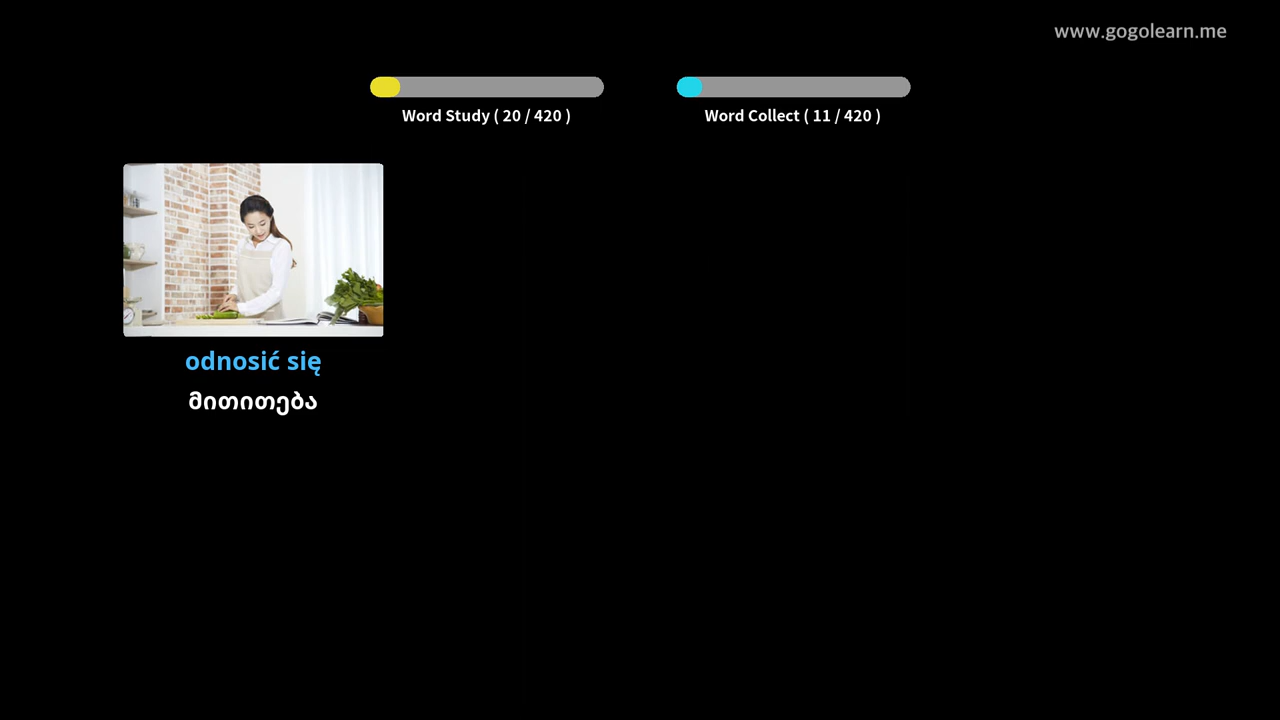 www.gogolearn.me
Word Study ( 20 / 420 )
Word Collect ( 11 / 420 )
odnosić się
მითითება